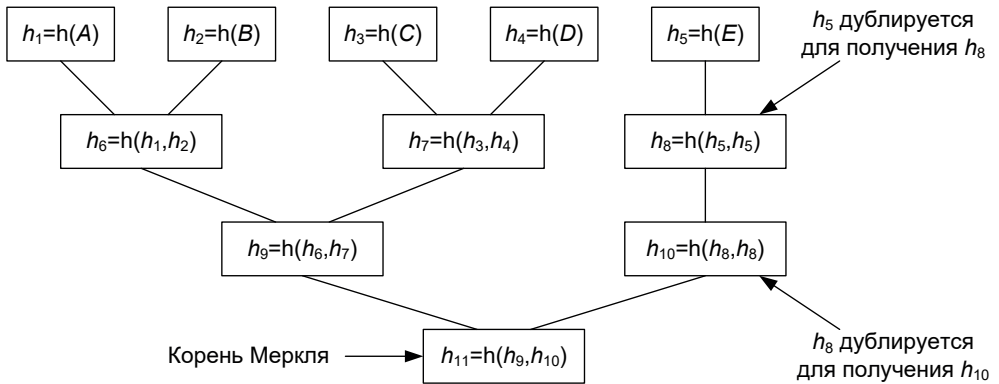 h₁=h(A)
h₂=h(B)
h₃=h(C)
h₄=h(D)
h₅=h(E)
h₅ дублируется
для получения h₈
h₆=h(h₁,h₂)
h₇=h(h₃,h₄)
h₈=h(h₅,h₅)
h₉=h(h₆,h₇)
h₁₀=h(h₈,h₈)
Корень Меркля
h₁₁=h(h₉,h₁₀)
h₈ дублируется
для получения h₁₀